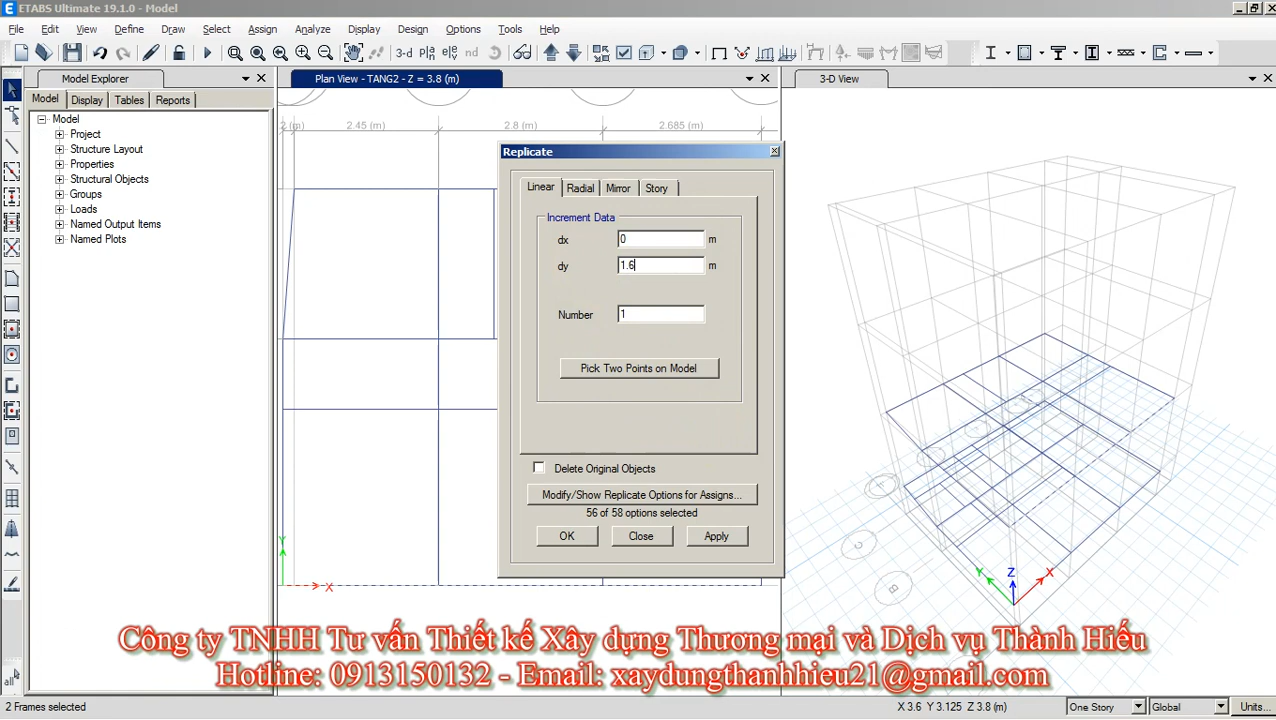 ETABS Ultimate 19.1.0 - Model
File Edit View Define Draw Select Assign Analyze Display Design Options Tools Help
3-d Pla ele nd
Model Explorer
Plan View - TANG2 - Z = 3.8 (m)
3-D View
Model Display Tables Reports
Model
Project
Structure Layout
Properties
Structural Objects
Groups
Loads
Named Output Items
Named Plots
2 (m) 2.45 (m) 2.8 (m) 2.685 (m)
Y
X
Replicate
Linear Radial Mirror Story
Increment Data
dx 0 m
dy 1.6 m
Number 1
Pick Two Points on Model
Delete Original Objects
Modify/Show Replicate Options for Assigns...
56 of 58 options selected
OK Close Apply
C
B
Y Z X
Công ty TNHH Tư vấn Thiết kế Xây dựng Thương mại và Dịch vụ Thành Hiếu
Hotline: 0913150132 - Email: xaydungthanhhieu21@gmail.com
2 Frames selected
X 3.6 Y 3.125 Z 3.8 (m)
One Story
Global
Units...